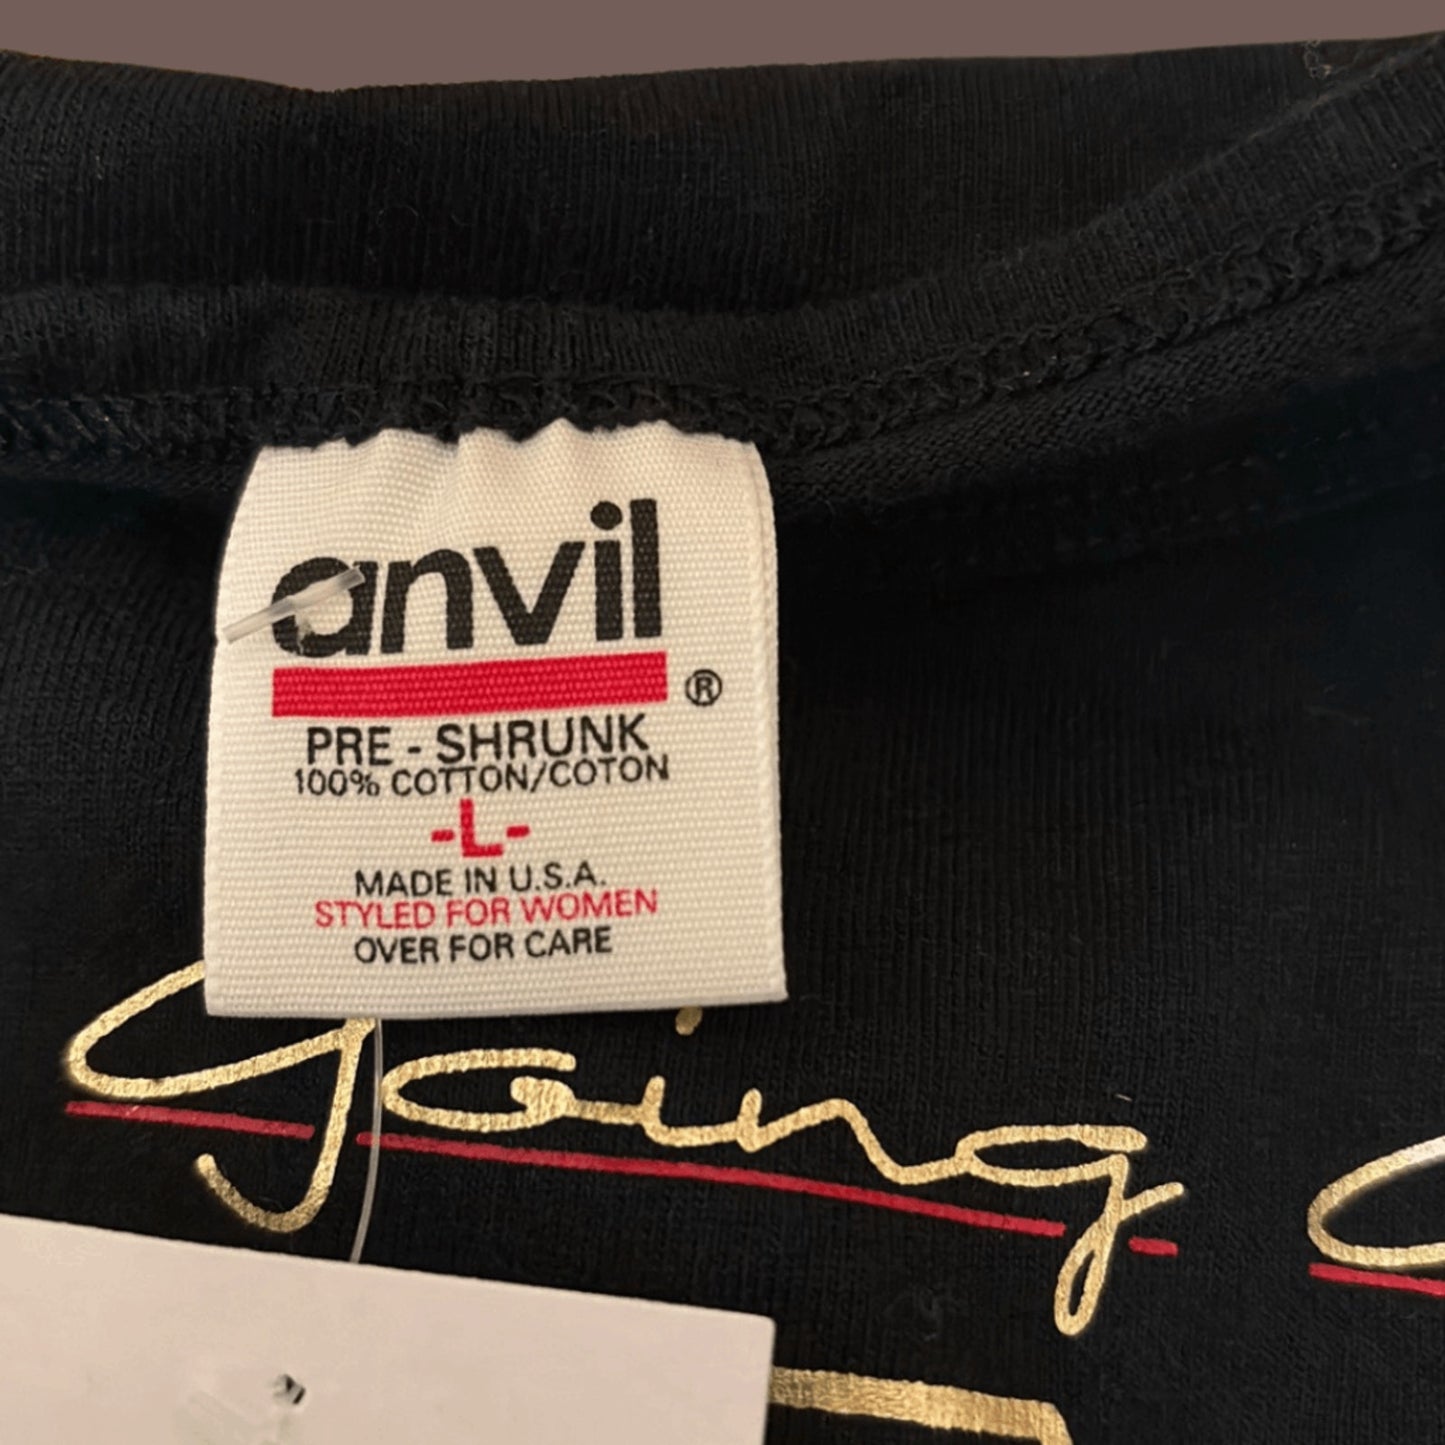 anvil
®
PRE - SHRUNK
100% COTTON/COTON
-L-
MADE IN U.S.A.
STYLED FOR WOMEN
OVER FOR CARE
going